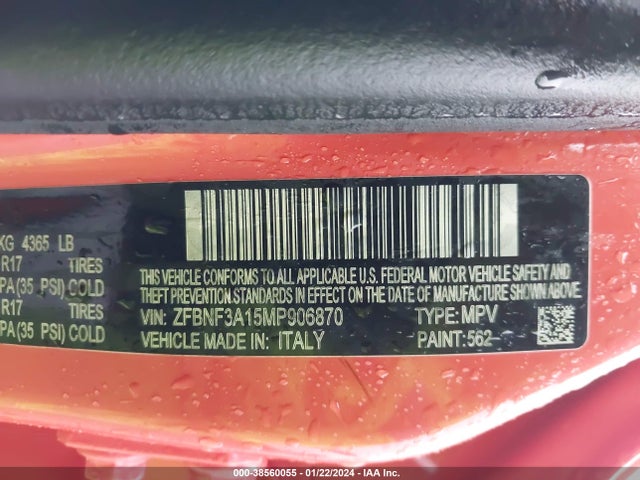 KG 4365 LB
R17 TIRES
PA(35 PSI) COLD
R17 TIRES
PA(35 PSI) COLD
THIS VEHICLE CONFORMS TO ALL APPLICABLE U.S. FEDERAL MOTOR VEHICLE SAFETY AND
THEFT PREVENTION STANDARDS IN EFFECT ON THE DATE OF MANUFACTURE SHOWN ABOVE.
VIN: ZFBNF3A15MP906870 TYPE: MPV
VEHICLE MADE IN: ITALY PAINT: 562
000-38560055 - 01/22/2024 - IAA Inc.